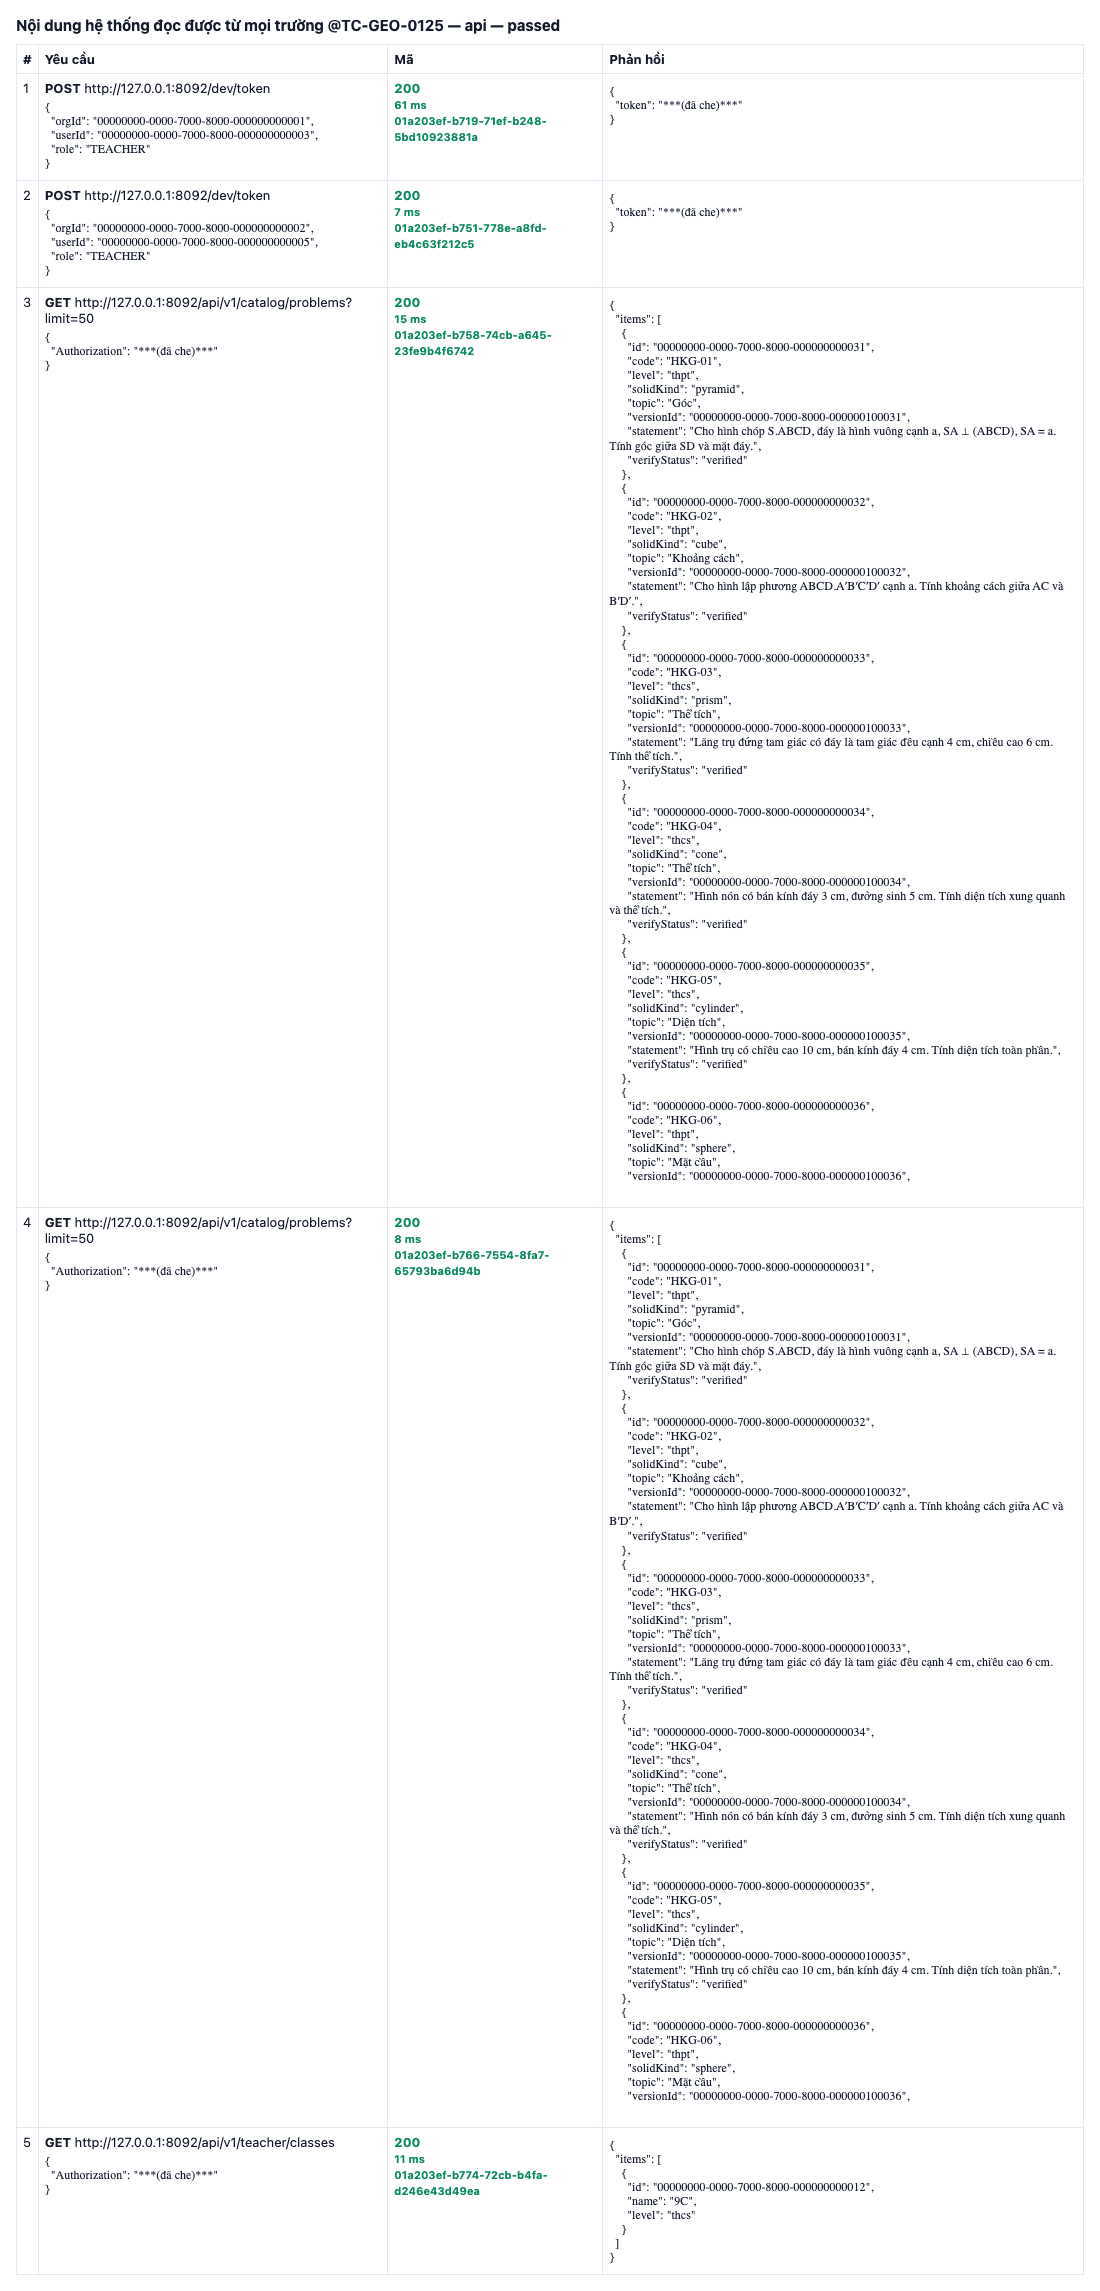 Nội dung hệ thống đọc được từ mọi trường @TC-GEO-0125 — api — passed
# Yêu cầu Mã Phản hồi
1 POST http://127.0.0.1:8092/dev/token
{
"orgId": "00000000-0000-7000-8000-000000000001",
"userId": "00000000-0000-7000-8000-000000000003",
"role": "TEACHER"
}
200
61 ms
01a203ef-b719-71ef-b248-
5bd10923881a
{
"token": "***(đã che)***"
}
2 POST http://127.0.0.1:8092/dev/token
{
"orgId": "00000000-0000-7000-8000-000000000002",
"userId": "00000000-0000-7000-8000-000000000005",
"role": "TEACHER"
}
200
7 ms
01a203ef-b751-778e-a8fd-
eb4c63f212c5
{
"token": "***(đã che)***"
}
3 GET http://127.0.0.1:8092/api/v1/catalog/problems?
limit=50
{
"Authorization": "***(đã che)***"
}
200
15 ms
01a203ef-b758-74cb-a645-
23fe9b4f6742
{
"items": [
{
"id": "00000000-0000-7000-8000-000000000031",
"code": "HKG-01",
"level": "thpt",
"solidKind": "pyramid",
"topic": "Góc",
"versionId": "00000000-0000-7000-8000-000000100031",
"statement": "Cho hình chóp S.ABCD, đáy là hình vuông cạnh a, SA ⊥ (ABCD), SA = a.
Tính góc giữa SD và mặt đáy.",
"verifyStatus": "verified"
},
{
"id": "00000000-0000-7000-8000-000000000032",
"code": "HKG-02",
"level": "thpt",
"solidKind": "cube",
"topic": "Khoảng cách",
"versionId": "00000000-0000-7000-8000-000000100032",
"statement": "Cho hình lập phương ABCD.A′B′C′D′ cạnh a. Tính khoảng cách giữa AC và
B′D′.",
"verifyStatus": "verified"
},
{
"id": "00000000-0000-7000-8000-000000000033",
"code": "HKG-03",
"level": "thcs",
"solidKind": "prism",
"topic": "Thể tích",
"versionId": "00000000-0000-7000-8000-000000100033",
"statement": "Lăng trụ đứng tam giác có đáy là tam giác đều cạnh 4 cm, chiều cao 6 cm.
Tính thể tích.",
"verifyStatus": "verified"
},
{
"id": "00000000-0000-7000-8000-000000000034",
"code": "HKG-04",
"level": "thcs",
"solidKind": "cone",
"topic": "Thể tích",
"versionId": "00000000-0000-7000-8000-000000100034",
"statement": "Hình nón có bán kính đáy 3 cm, đường sinh 5 cm. Tính diện tích xung quanh
và thể tích.",
"verifyStatus": "verified"
},
{
"id": "00000000-0000-7000-8000-000000000035",
"code": "HKG-05",
"level": "thcs",
"solidKind": "cylinder",
"topic": "Diện tích",
"versionId": "00000000-0000-7000-8000-000000100035",
"statement": "Hình trụ có chiều cao 10 cm, bán kính đáy 4 cm. Tính diện tích toàn phần.",
"verifyStatus": "verified"
},
{
"id": "00000000-0000-7000-8000-000000000036",
"code": "HKG-06",
"level": "thpt",
"solidKind": "sphere",
"topic": "Mặt cầu",
"versionId": "00000000-0000-7000-8000-000000100036",
4 GET http://127.0.0.1:8092/api/v1/catalog/problems?
limit=50
{
"Authorization": "***(đã che)***"
}
200
8 ms
01a203ef-b766-7554-8fa7-
65793ba6d94b
{
"items": [
{
"id": "00000000-0000-7000-8000-000000000031",
"code": "HKG-01",
"level": "thpt",
"solidKind": "pyramid",
"topic": "Góc",
"versionId": "00000000-0000-7000-8000-000000100031",
"statement": "Cho hình chóp S.ABCD, đáy là hình vuông cạnh a, SA ⊥ (ABCD), SA = a.
Tính góc giữa SD và mặt đáy.",
"verifyStatus": "verified"
},
{
"id": "00000000-0000-7000-8000-000000000032",
"code": "HKG-02",
"level": "thpt",
"solidKind": "cube",
"topic": "Khoảng cách",
"versionId": "00000000-0000-7000-8000-000000100032",
"statement": "Cho hình lập phương ABCD.A′B′C′D′ cạnh a. Tính khoảng cách giữa AC và
B′D′.",
"verifyStatus": "verified"
},
{
"id": "00000000-0000-7000-8000-000000000033",
"code": "HKG-03",
"level": "thcs",
"solidKind": "prism",
"topic": "Thể tích",
"versionId": "00000000-0000-7000-8000-000000100033",
"statement": "Lăng trụ đứng tam giác có đáy là tam giác đều cạnh 4 cm, chiều cao 6 cm.
Tính thể tích.",
"verifyStatus": "verified"
},
{
"id": "00000000-0000-7000-8000-000000000034",
"code": "HKG-04",
"level": "thcs",
"solidKind": "cone",
"topic": "Thể tích",
"versionId": "00000000-0000-7000-8000-000000100034",
"statement": "Hình nón có bán kính đáy 3 cm, đường sinh 5 cm. Tính diện tích xung quanh
và thể tích.",
"verifyStatus": "verified"
},
{
"id": "00000000-0000-7000-8000-000000000035",
"code": "HKG-05",
"level": "thcs",
"solidKind": "cylinder",
"topic": "Diện tích",
"versionId": "00000000-0000-7000-8000-000000100035",
"statement": "Hình trụ có chiều cao 10 cm, bán kính đáy 4 cm. Tính diện tích toàn phần.",
"verifyStatus": "verified"
},
{
"id": "00000000-0000-7000-8000-000000000036",
"code": "HKG-06",
"level": "thpt",
"solidKind": "sphere",
"topic": "Mặt cầu",
"versionId": "00000000-0000-7000-8000-000000100036",
5 GET http://127.0.0.1:8092/api/v1/teacher/classes
{
"Authorization": "***(đã che)***"
}
200
11 ms
01a203ef-b774-72cb-b4fa-
d246e43d49ea
{
"items": [
{
"id": "00000000-0000-7000-8000-000000000012",
"name": "9C",
"level": "thcs"
}
]
}